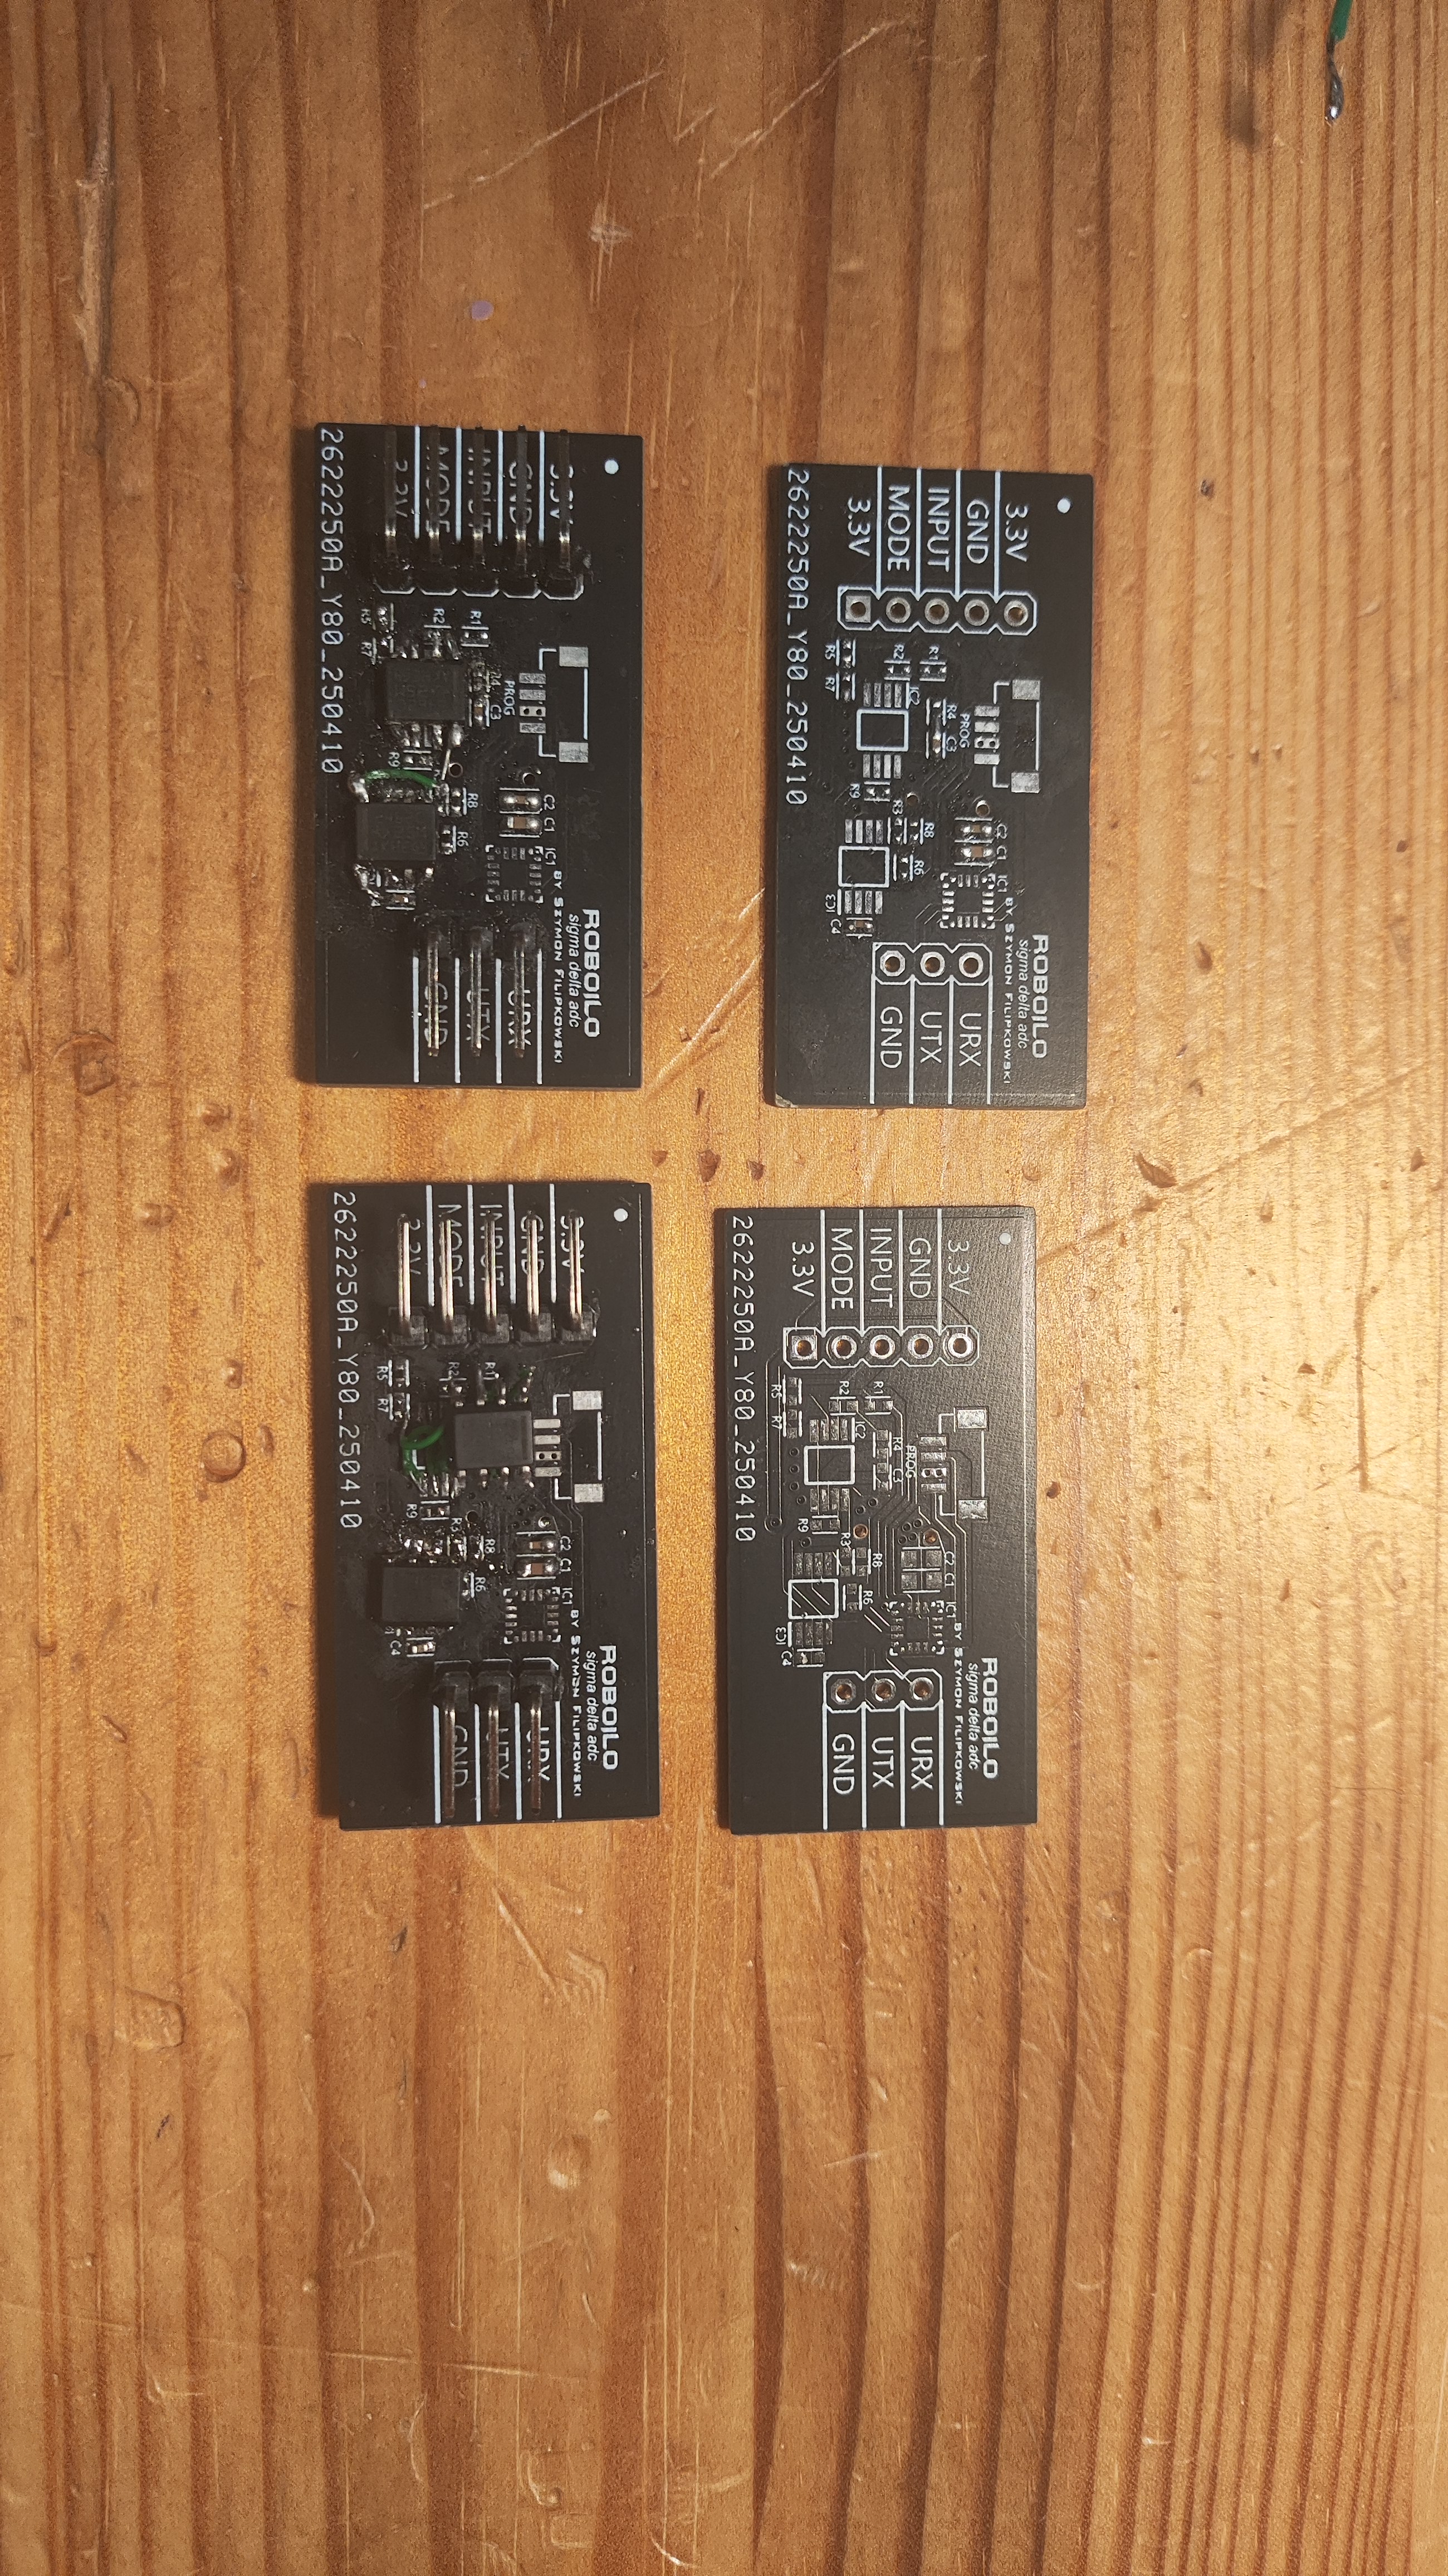 2622250A_Y80_250410
3.3V
MODE
INPUT
GND
3.3V
R5
R7
R2
R1
C3
PROG
R9
R8
R6
C2
C1
IC1
ROBOILO
sigma delta adc
BY SZYMON FILIPKOWSKI
GND
UTX
URX
2622250A_Y80_250410
3.3V
MODE
INPUT
GND
3.3V
R5
R7
R2
R1
IC2
R4
C3
PROG
R9
R3
R8
R6
C2
C1
IC1
IC3
C4
ROBOILO
sigma delta adc
BY SZYMON FILIPKOWSKI
GND
UTX
URX
2622250A_Y80_250410
3.3V
MODE
INPUT
GND
3.3V
R5
R7
R2
R1
R9
R3
R8
R6
C2
C1
IC1
C4
ROBOILO
sigma delta adc
BY SZYMON FILIPKOWSKI
GND
UTX
URX
2622250A_Y80_250410
3.3V
MODE
INPUT
GND
3.3V
R5
R7
R2
R1
IC2
R4
C3
PROG
R9
R3
R8
R6
C2
C1
IC1
IC3
C4
ROBOILO
sigma delta adc
BY SZYMON FILIPKOWSKI
GND
UTX
URX